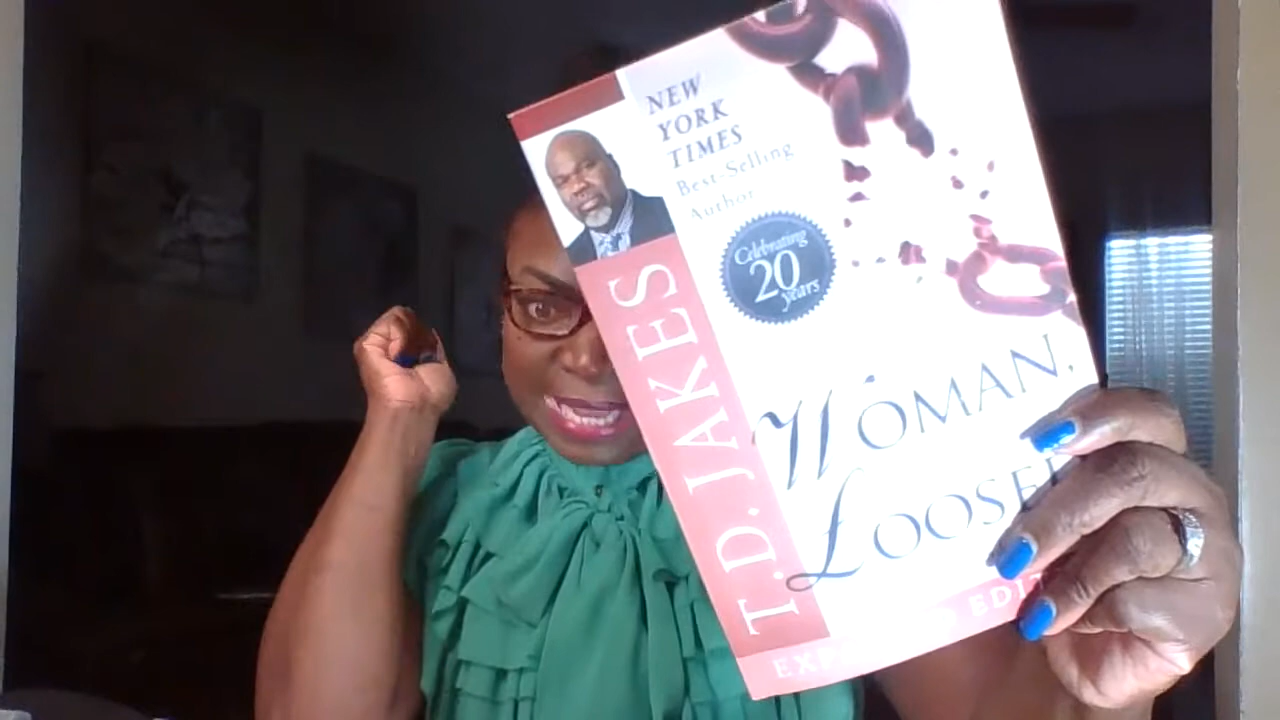 NEW
YORK
TIMES
Best-Selling
Author
Celebrating
20
years
T.D. JAKES
WOMAN,